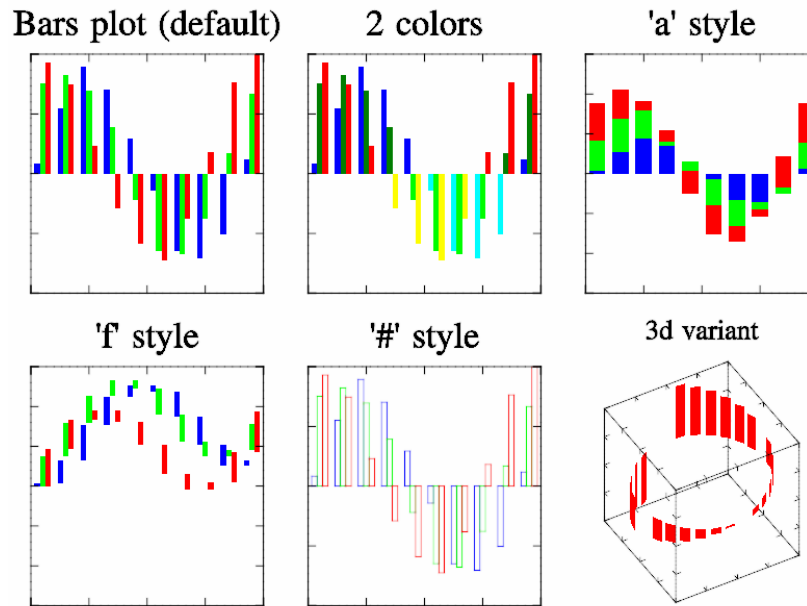 Bars plot (default)
2 colors
'a' style
'f' style
'#' style
3d variant